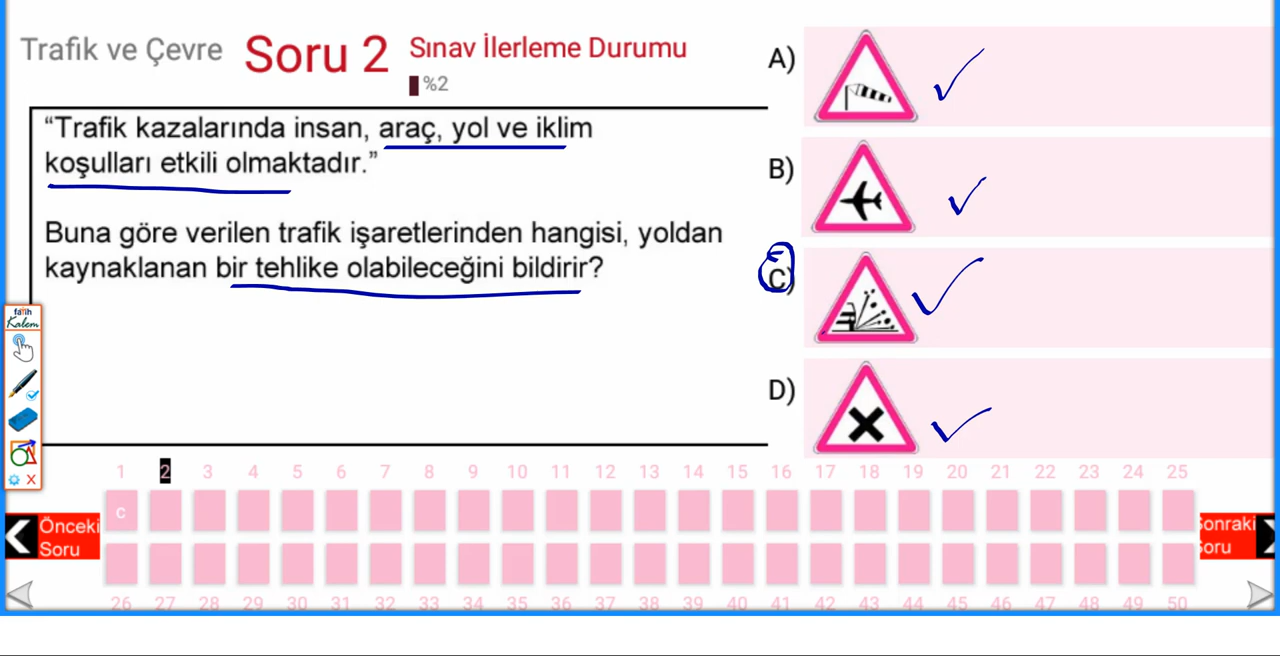 Trafik ve Çevre Soru 2 Sınav İlerleme Durumu
%2
“Trafik kazalarında insan, araç, yol ve iklim
koşulları etkili olmaktadır.”
Buna göre verilen trafik işaretlerinden hangisi, yoldan
kaynaklanan bir tehlike olabileceğini bildirir?
A)
B)
C)
D)
fatih
Kalem
1 2 3 4 5 6 7 8 9 10 11 12 13 14 15 16 17 18 19 20 21 22 23 24 25
c
Önceki
Soru
Sonraki
Soru
26 27 28 29 30 31 32 33 34 35 36 37 38 39 40 41 42 43 44 45 46 47 48 49 50